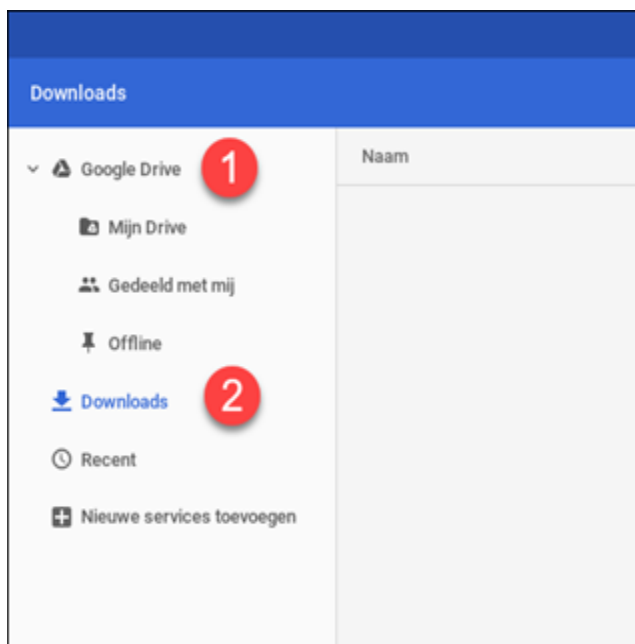 Downloads
Google Drive 1
Naam
Mijn Drive
Gedeeld met mij
Offline
Downloads 2
Recent
Nieuwe services toevoegen